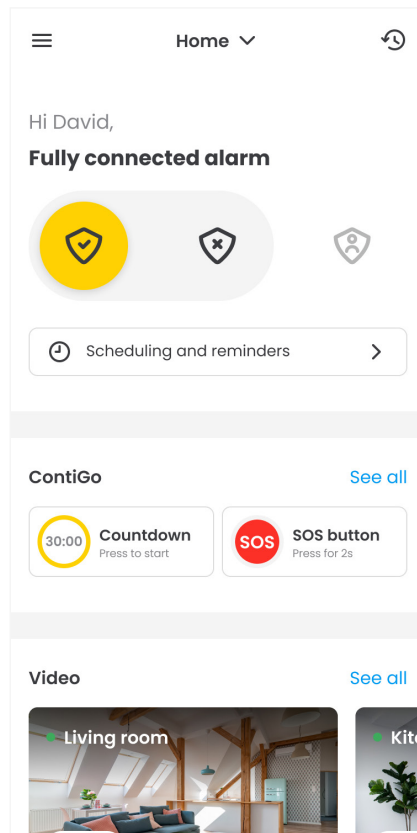 Home
Hi David,
Fully connected alarm
Scheduling and reminders
ContiGo
See all
30:00
Countdown
Press to start
SOS
SOS button
Press for 2s
Video
See all
Living room
Kit